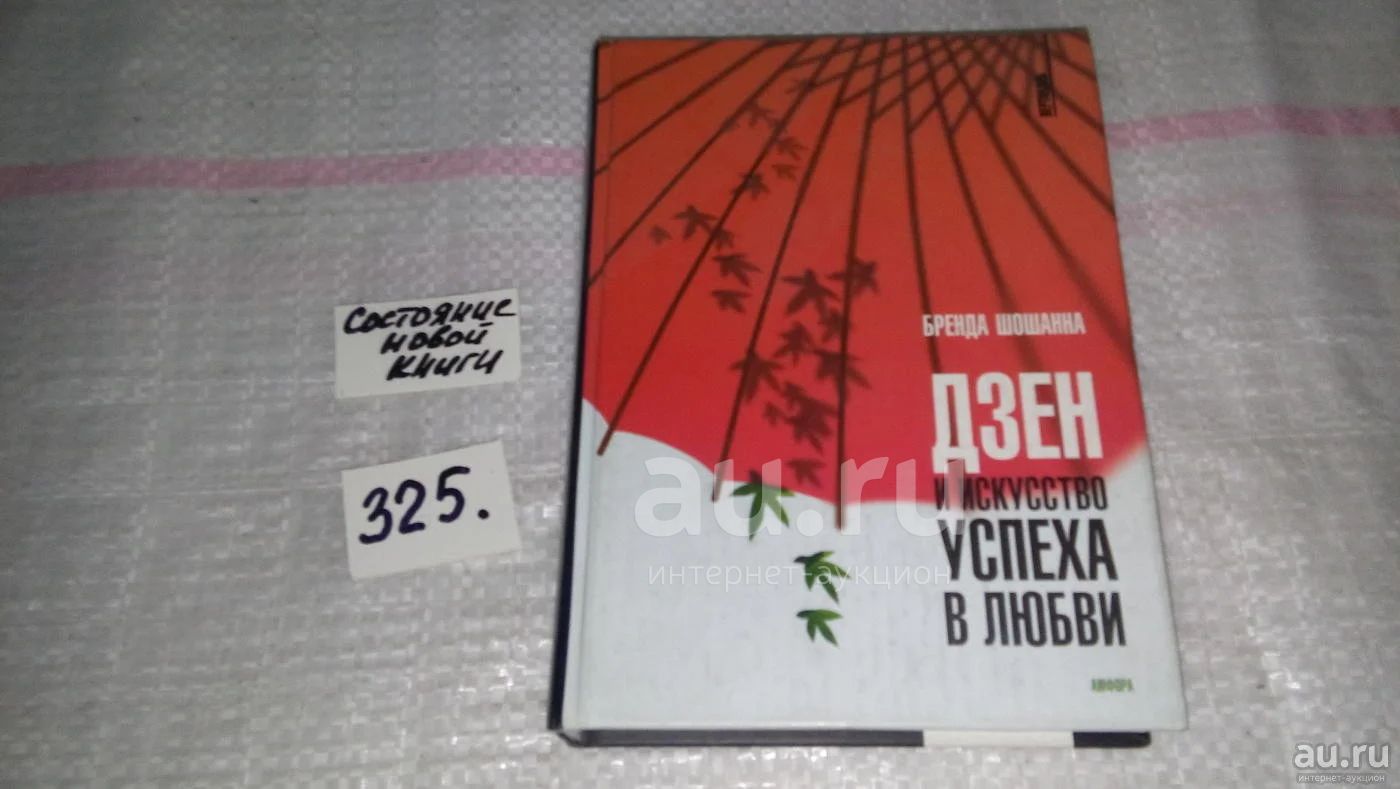 Состояние
новой
книги
325.
БРЕНДА ШОШАННА
ДЗЕН
И ИСКУССТВО
УСПЕХА
В ЛЮБВИ
АМФОРА
au.ru
интернет-аукцион
au.ru
интернет-аукцион